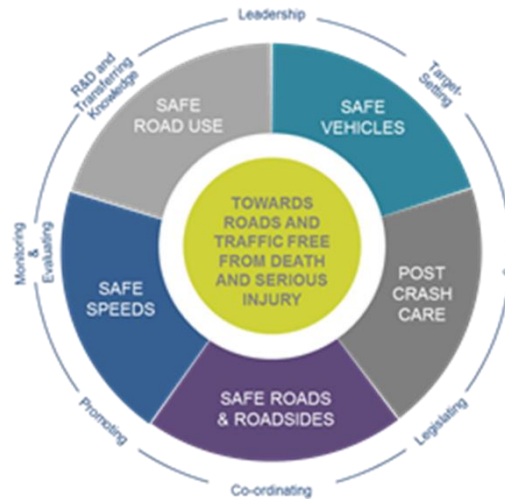 Leadership
R&D and
Transferring
Knowledge
Target-
Setting
SAFE
ROAD USE
SAFE
VEHICLES
TOWARDS
ROADS AND
TRAFFIC FREE
FROM DEATH
AND SERIOUS
INJURY
Monitoring
&
Evaluating
SAFE
SPEEDS
POST
CRASH
CARE
SAFE ROADS
& ROADSIDES
Promoting
Legislating
Co-ordinating